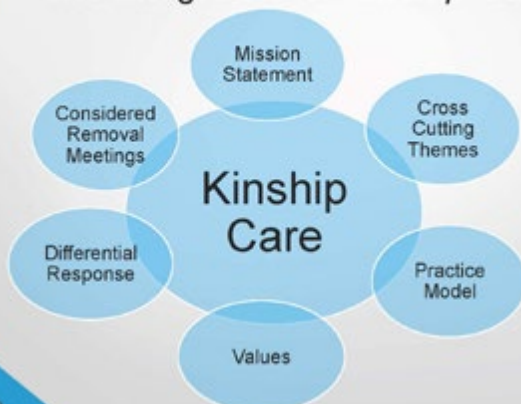 Mission
Statement
Cross
Cutting
Themes
Considered
Removal
Meetings
Kinship
Care
Differential
Response
Practice
Model
Values